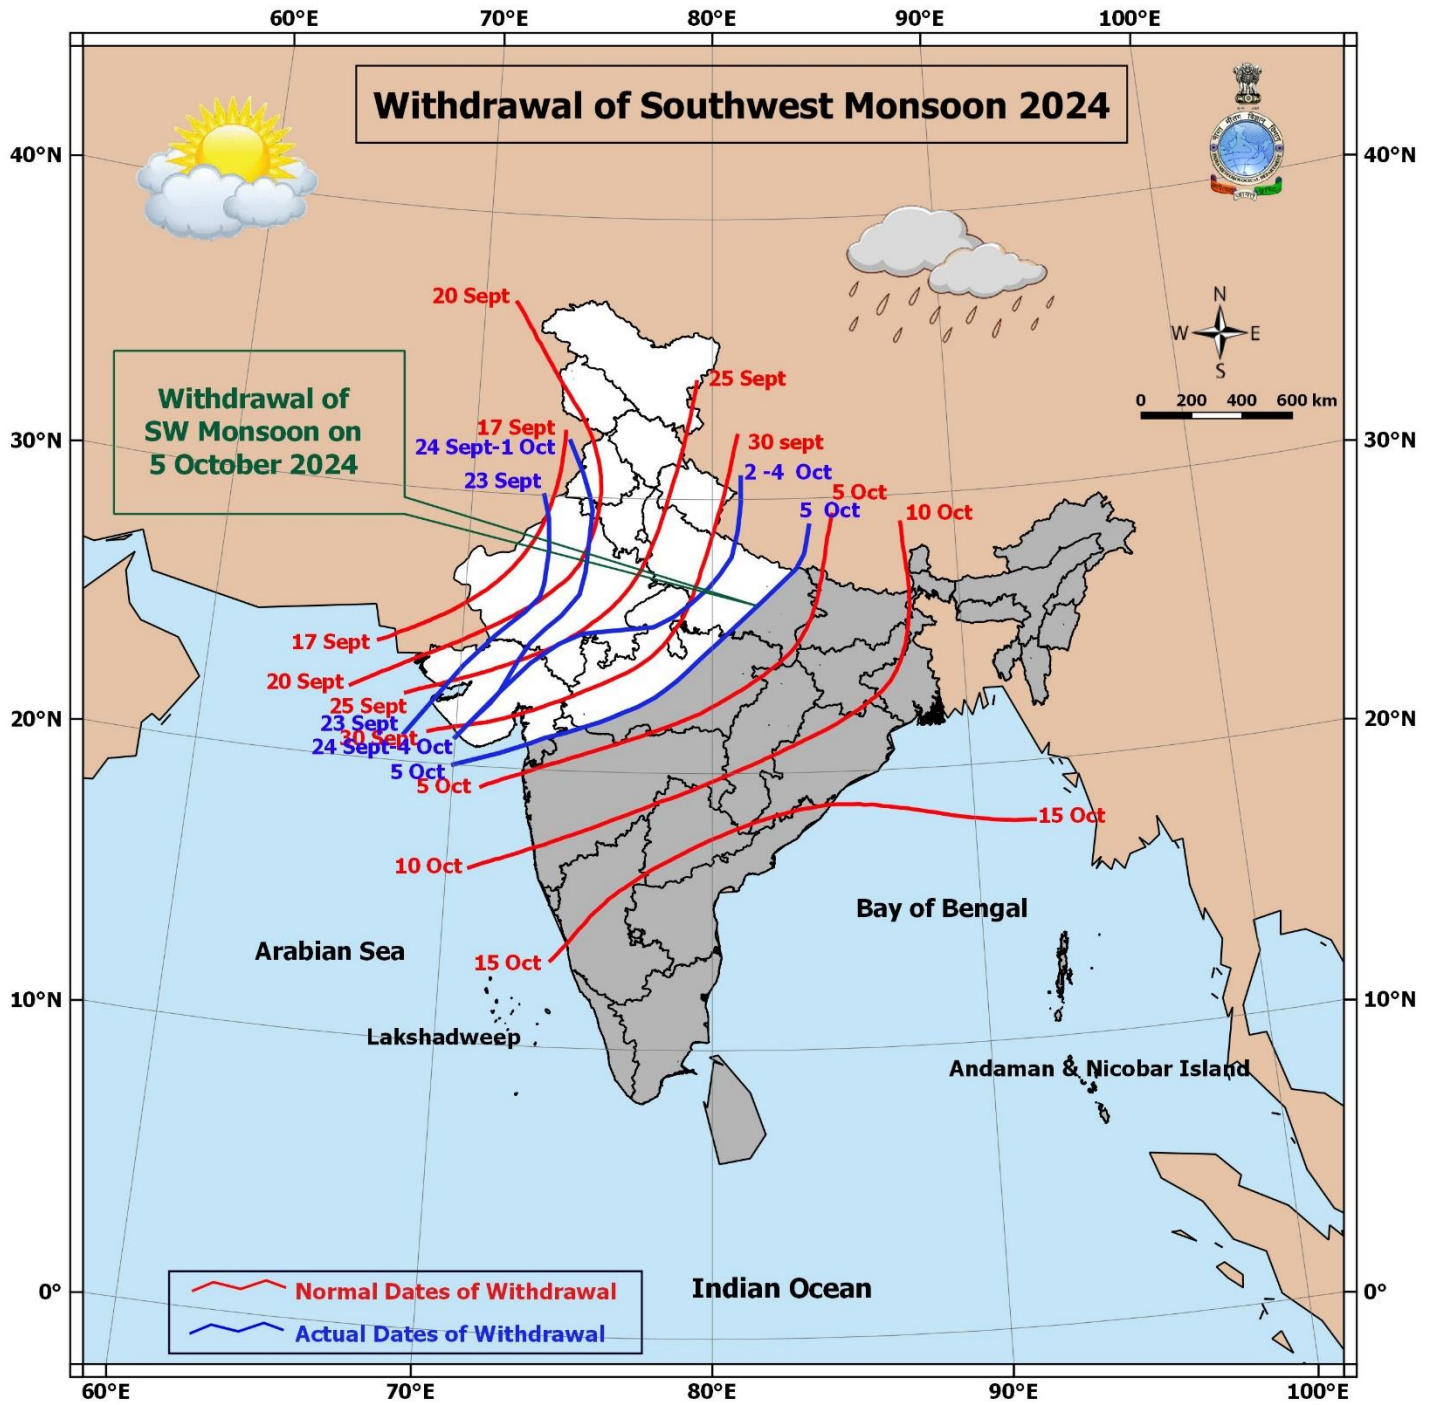 60°E 70°E 80°E 90°E 100°E
Withdrawal of Southwest Monsoon 2024
40°N 40°N
20 Sept
N
W E
S
25 Sept
Withdrawal of
SW Monsoon on
5 October 2024
0 200 400 600 km
17 Sept
30°N 30°N
24 Sept-1 Oct
30 sept
23 Sept
2 -4 Oct
5 Oct
5 Oct
10 Oct
17 Sept
20 Sept
25 Sept
23 Sept
20°N 20°N
30 Sept
24 Sept-4 Oct
5 Oct
5 Oct
15 Oct
10 Oct
Bay of Bengal
Arabian Sea
15 Oct
10°N 10°N
Lakshadweep
Andaman & Nicobar Island
Indian Ocean
0° 0°
Normal Dates of Withdrawal
Actual Dates of Withdrawal
60°E 70°E 80°E 90°E 100°E